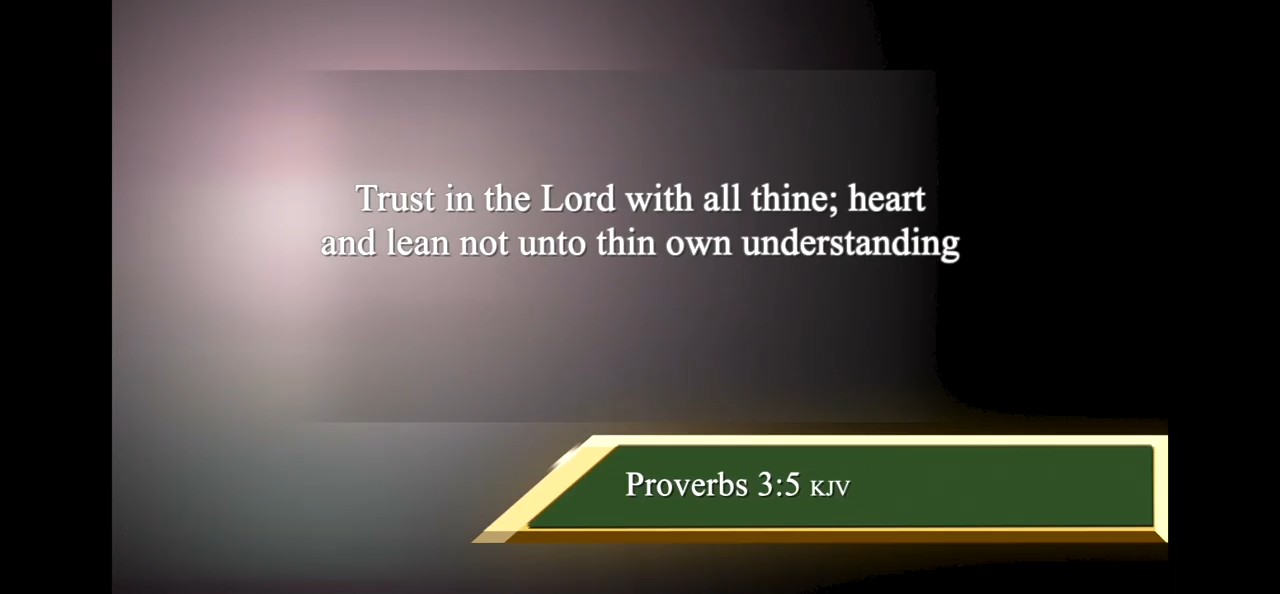 Trust in the Lord with all thine; heart
and lean not unto thin own understanding
Proverbs 3:5 KJV